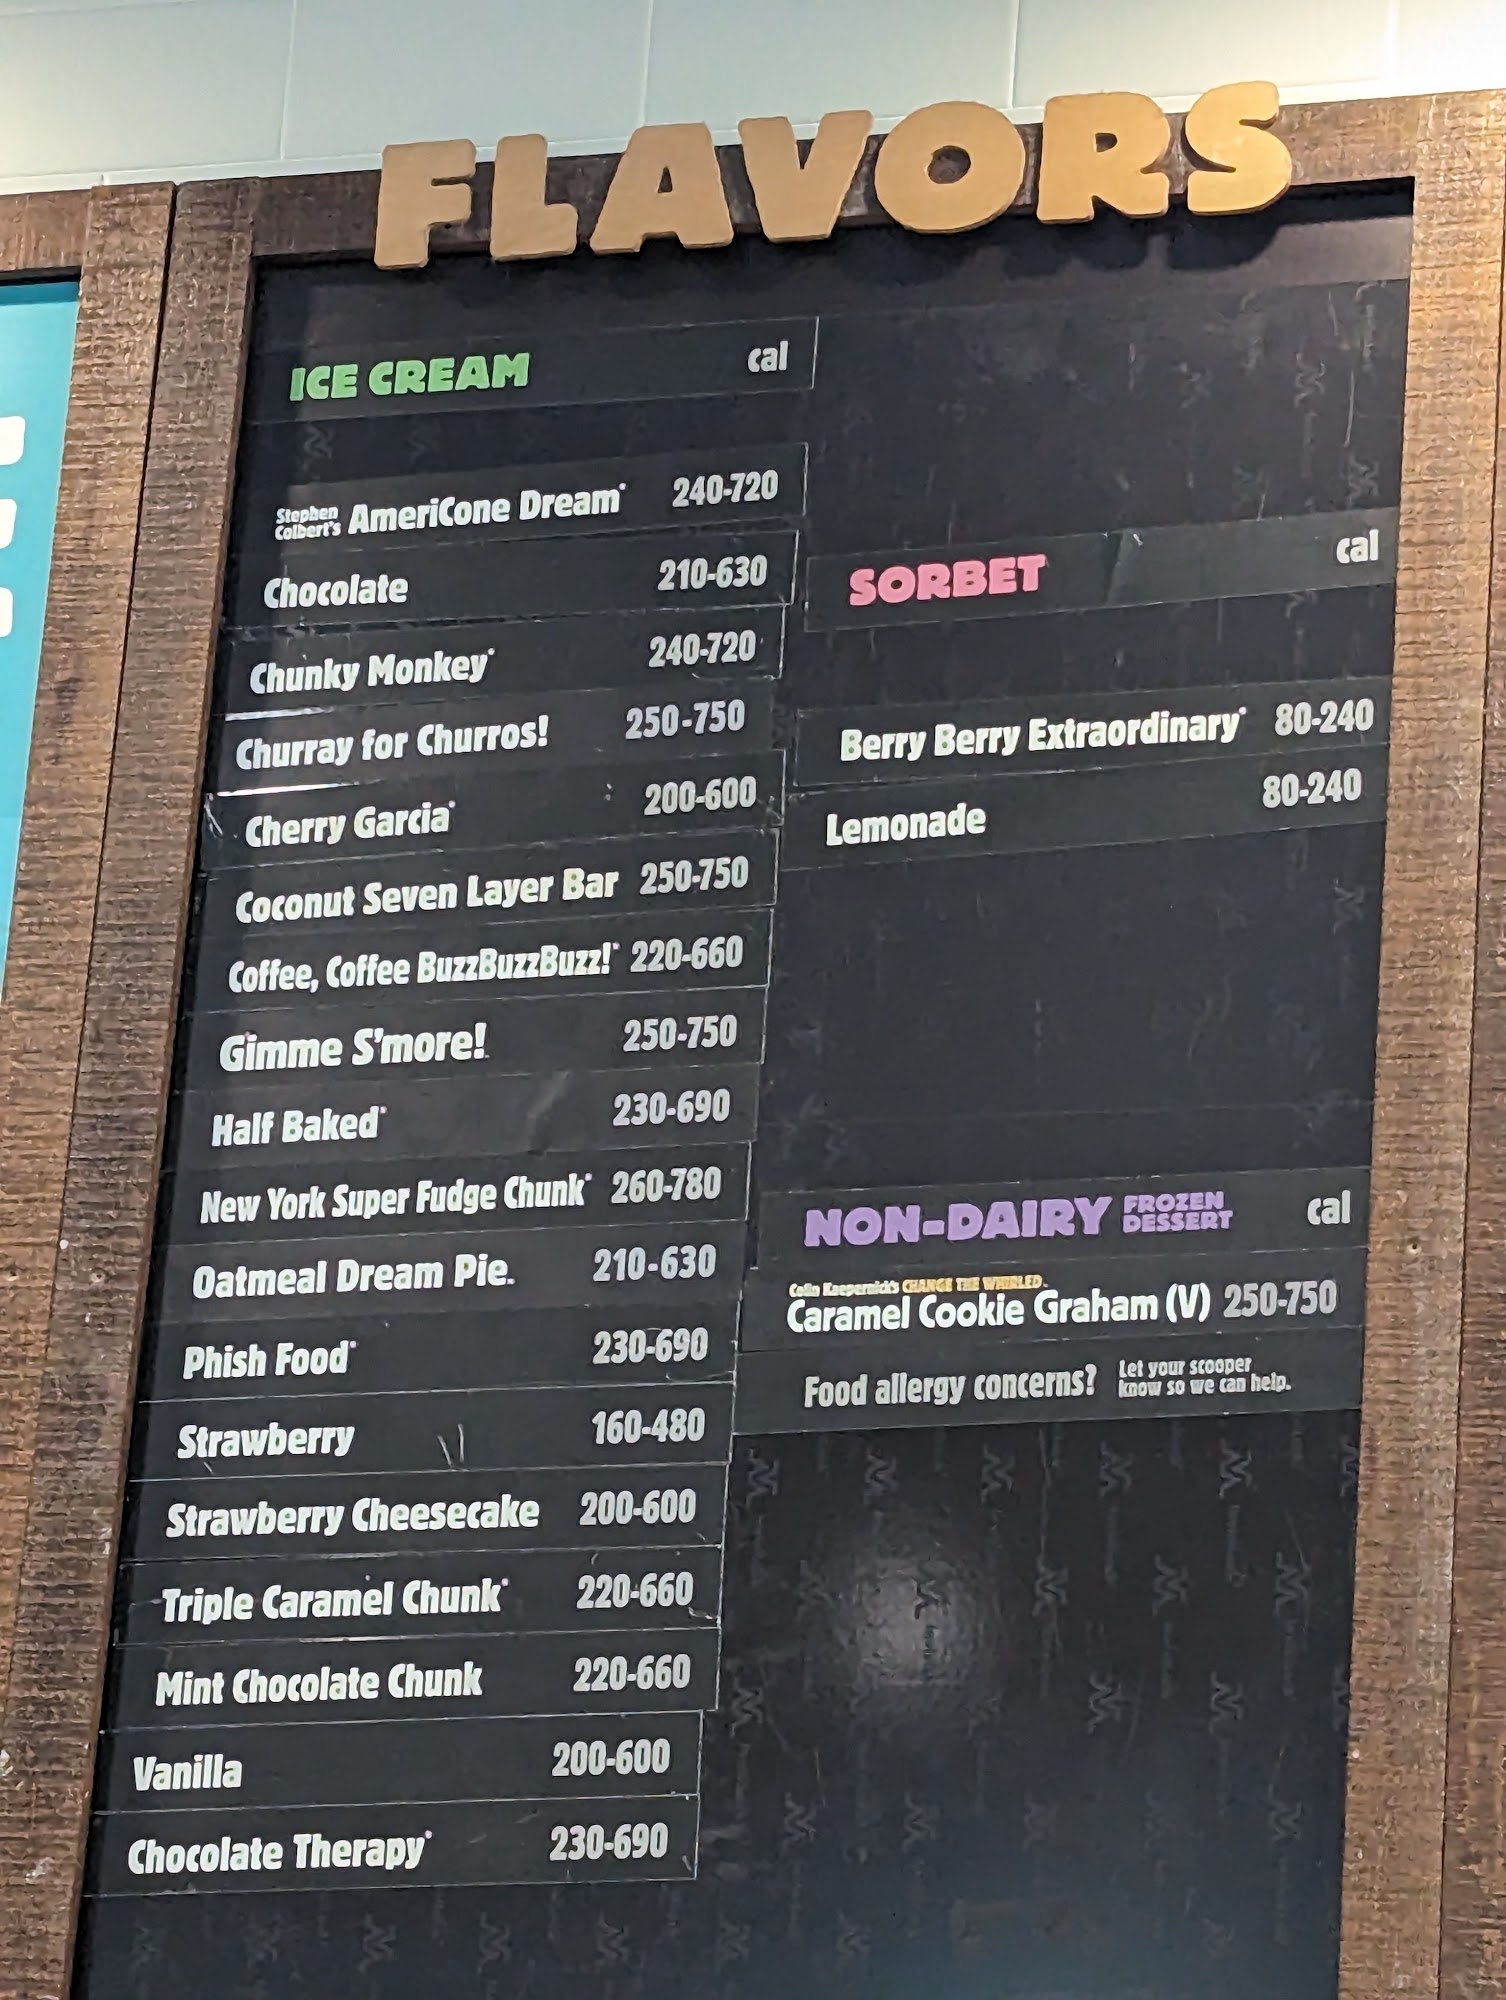 FLAVORS
ICE CREAM cal
Stephen Colbert's AmeriCone Dream® 240-720
Chocolate 210-630
Chunky Monkey® 240-720
Churray for Churros! 250-750
Cherry Garcia® 200-600
Coconut Seven Layer Bar 250-750
Coffee, Coffee BuzzBuzzBuzz!® 220-660
Gimme S'more! 250-750
Half Baked® 230-690
New York Super Fudge Chunk® 260-780
Oatmeal Dream Pie. 210-630
Phish Food® 230-690
Strawberry 160-480
Strawberry Cheesecake 200-600
Triple Caramel Chunk® 220-660
Mint Chocolate Chunk 220-660
Vanilla 200-600
Chocolate Therapy® 230-690
SORBET cal
Berry Berry Extraordinary® 80-240
Lemonade 80-240
NON-DAIRY FROZEN DESSERT cal
Colin Kaepernick's CHANGE THE WHIRLED
Caramel Cookie Graham (V) 250-750
Food allergy concerns? Let your scooper
know so we can help.